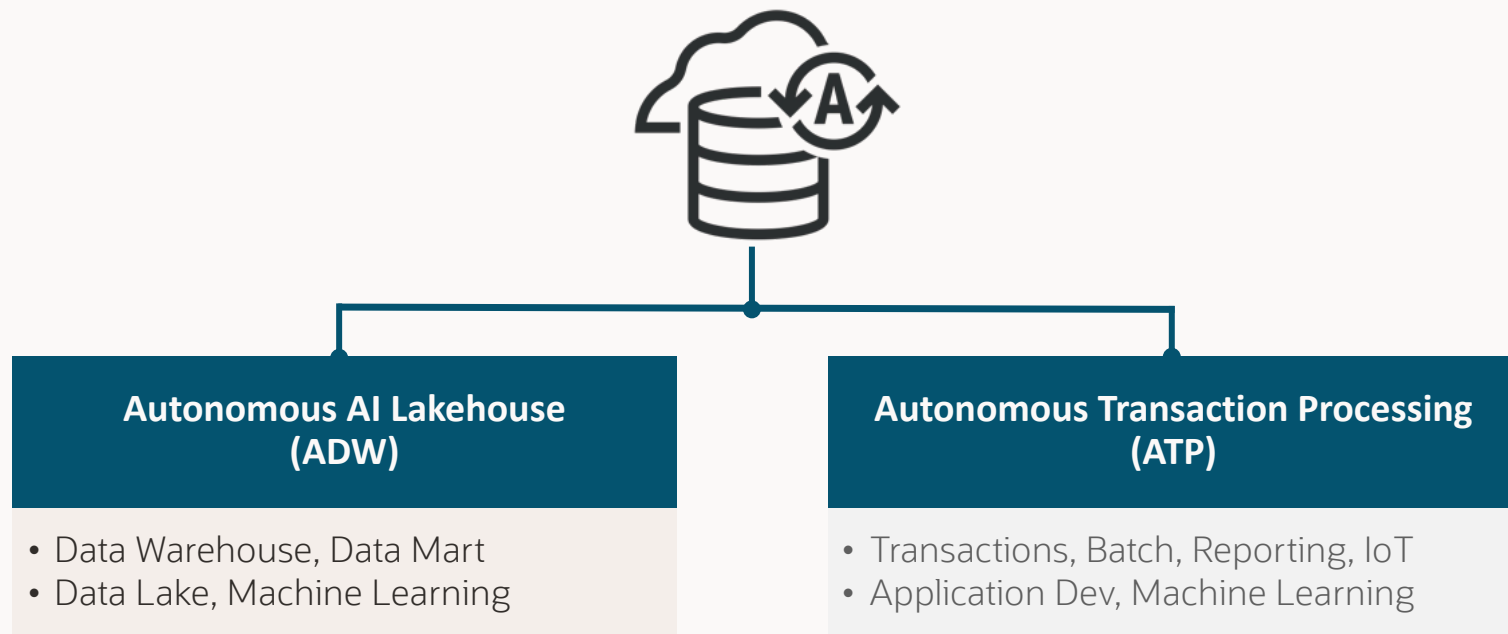 A
Autonomous AI Lakehouse
(ADW)
• Data Warehouse, Data Mart
• Data Lake, Machine Learning
Autonomous Transaction Processing
(ATP)
• Transactions, Batch, Reporting, IoT
• Application Dev, Machine Learning